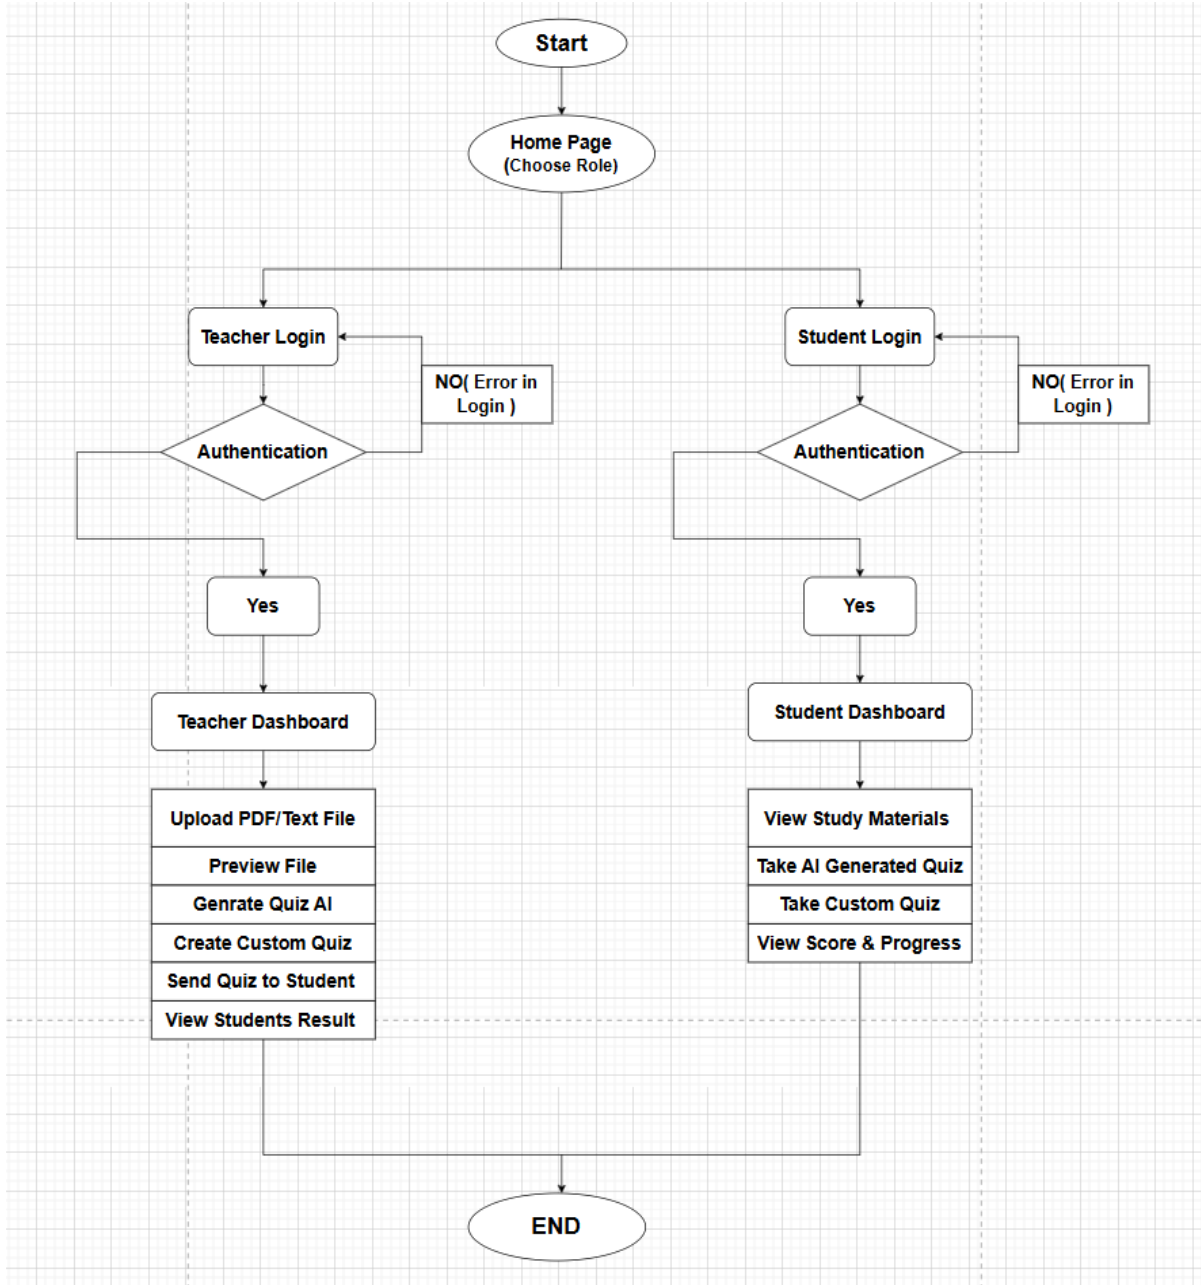 Start
Home Page
(Choose Role)
Teacher Login
Student Login
NO( Error in
Login )
NO( Error in
Login )
Authentication
Authentication
Yes
Yes
Teacher Dashboard
Student Dashboard
Upload PDF/Text File
Preview File
Genrate Quiz AI
Create Custom Quiz
Send Quiz to Student
View Students Result
View Study Materials
Take AI Generated Quiz
Take Custom Quiz
View Score & Progress
END